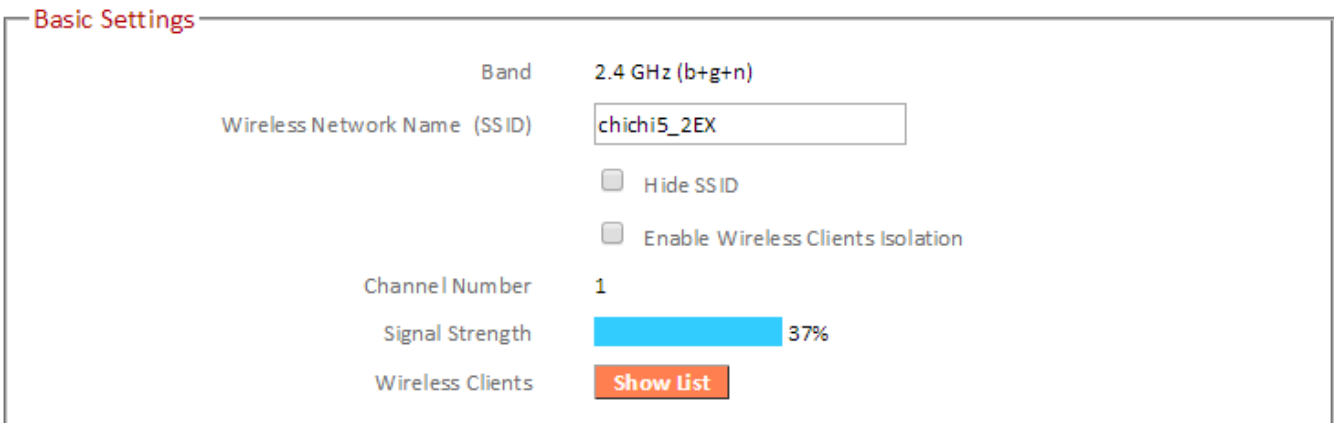 Basic Settings
Band 2.4 GHz (b+g+n)
Wireless Network Name (SSID) chichi5_2EX
Hide SSID
Enable Wireless Clients Isolation
Channel Number 1
Signal Strength 37%
Wireless Clients Show List